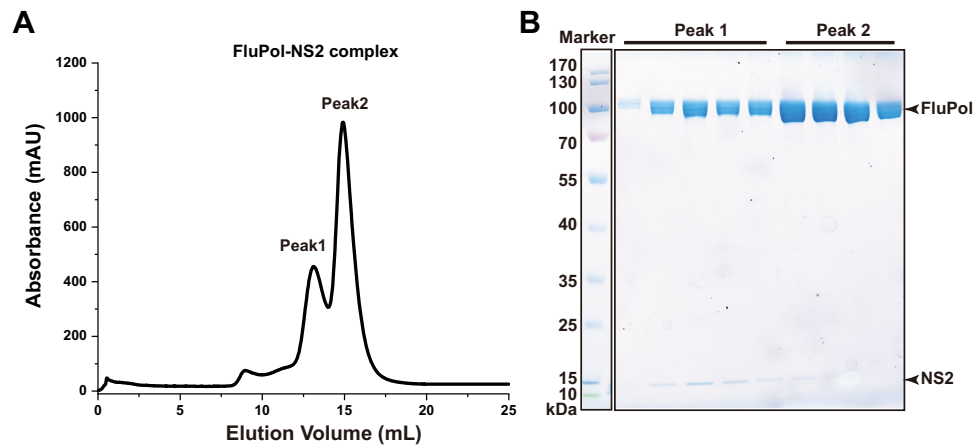 A
FluPol-NS2 complex
1200
1000
800
600
400
200
0
Absorbance (mAU)
Peak1
Peak2
0 5 10 15 20 25
Elution Volume (mL)
B
Marker Peak 1 Peak 2
170
130
100 FluPol
70
55
40
35
25
15 NS2
10
kDa